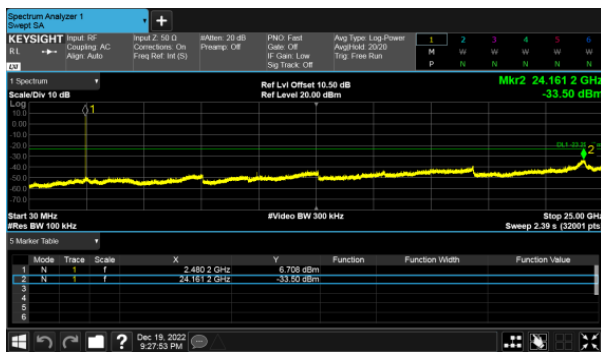 Spectrum Analyzer 1
Swept SA
KEYSIGHT Input: RF Input Z: 50 Ω #Atten: 20 dB PNO: Fast Avg Type: Log-Power 1 2 3 4 5 6
RL Coupling: AC Corrections: On Preamp: Off Gate: Off Avg|Hold: 20/20 M W W W W W
Align: Auto Freq Ref: Int (S) IF Gain: Low Trig: Free Run
Sig Track: Off P N N N N N
LXI
1 Spectrum Ref Lvl Offset 10.50 dB Mkr2 24.161 2 GHz
Scale/Div 10 dB Ref Level 20.00 dBm -33.50 dBm
Log
10.0
0.00
-10.0
-20.0
-30.0
-40.0
-50.0
-60.0
-70.0
1
2
Start 30 MHz #Video BW 300 kHz Stop 25.00 GHz
#Res BW 100 kHz Sweep 2.39 s (32001 pts)
5 Marker Table
Mode Trace Scale X Y Function Function Width Function Value
1 N 1 f 2.480 2 GHz 6.708 dBm
2 N 1 f 24.161 2 GHz -33.50 dBm
3
4
5
6
? Dec 19, 2022
9:27:53 PM